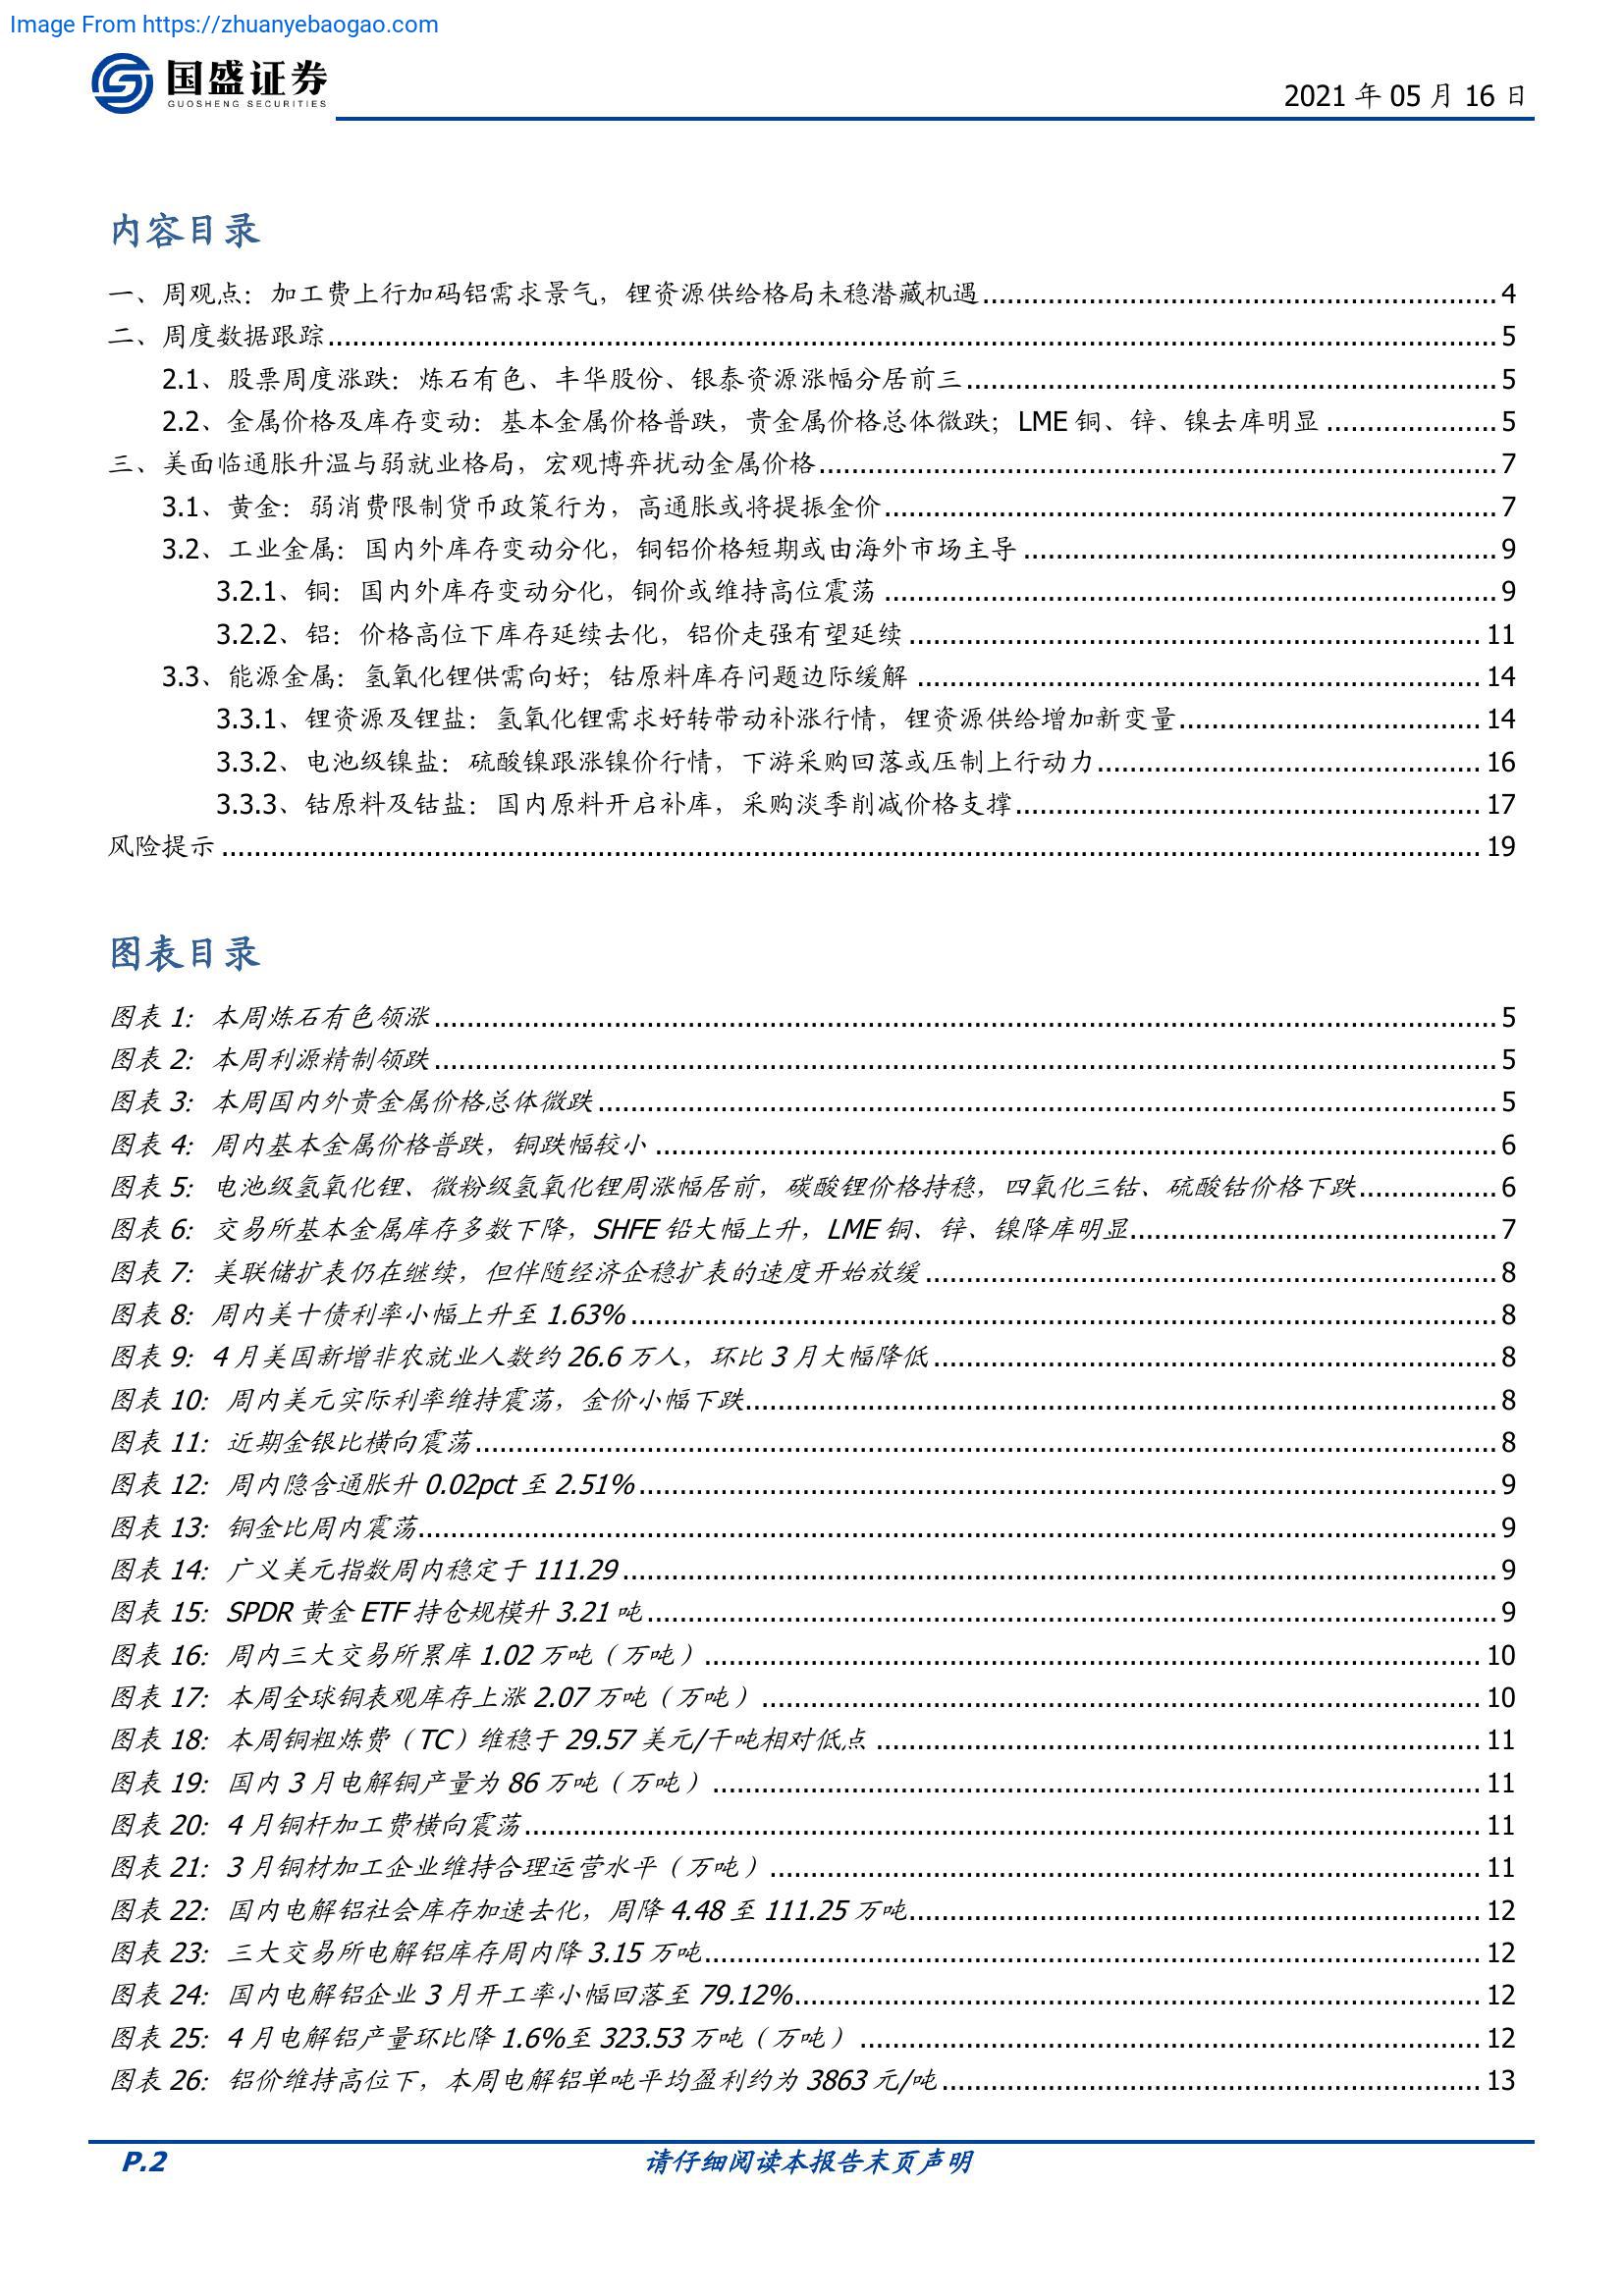 Image From https://zhuanyebaogao.com
国盛证券
GUOSHENG SECURITIES
2021 年 05 月 16 日
内容目录
一、周观点：加工费上行加码铝需求景气，锂资源供给格局未稳潜藏机遇 4
二、周度数据跟踪 5
2.1、股票周度涨跌：炼石有色、丰华股份、银泰资源涨幅分居前三 5
2.2、金属价格及库存变动：基本金属价格普跌，贵金属价格总体微跌；LME 铜、锌、镍去库明显 5
三、美面临通胀升温与弱就业格局，宏观博弈扰动金属价格 7
3.1、黄金：弱消费限制货币政策行为，高通胀或将提振金价 7
3.2、工业金属：国内外库存变动分化，铜铝价格短期或由海外市场主导 9
3.2.1、铜：国内外库存变动分化，铜价或维持高位震荡 9
3.2.2、铝：价格高位下库存延续去化，铝价走强有望延续 11
3.3、能源金属：氢氧化锂供需向好；钴原料库存问题边际缓解 14
3.3.1、锂资源及锂盐：氢氧化锂需求好转带动补涨行情，锂资源供给增加新变量 14
3.3.2、电池级镍盐：硫酸镍跟涨镍价行情，下游采购回落或压制上行动力 16
3.3.3、钴原料及钴盐：国内原料开启补库，采购淡季削减价格支撑 17
风险提示 19
图表目录
图表 1：本周炼石有色领涨 5
图表 2：本周利源精制领跌 5
图表 3：本周国内外贵金属价格总体微跌 5
图表 4：周内基本金属价格普跌，铜跌幅较小 6
图表 5：电池级氢氧化锂、微粉级氢氧化锂周涨幅居前，碳酸锂价格持稳，四氧化三钴、硫酸钴价格下跌 6
图表 6：交易所基本金属库存多数下降，SHFE 铅大幅上升，LME 铜、锌、镍降库明显 7
图表 7：美联储扩表仍在继续，但伴随经济企稳扩表的速度开始放缓 8
图表 8：周内美十债利率小幅上升至 1.63% 8
图表 9：4 月美国新增非农就业人数约 26.6 万人，环比 3 月大幅降低 8
图表 10：周内美元实际利率维持震荡，金价小幅下跌 8
图表 11：近期金银比横向震荡 8
图表 12：周内隐含通胀升 0.02pct 至 2.51% 9
图表 13：铜金比周内震荡 9
图表 14：广义美元指数周内稳定于 111.29 9
图表 15：SPDR 黄金 ETF 持仓规模升 3.21 吨 9
图表 16：周内三大交易所累库 1.02 万吨（万吨） 10
图表 17：本周全球铜表观库存上涨 2.07 万吨（万吨） 10
图表 18：本周铜粗炼费（TC）维稳于 29.57 美元/干吨相对低点 11
图表 19：国内 3 月电解铜产量为 86 万吨（万吨） 11
图表 20：4 月铜杆加工费横向震荡 11
图表 21：3 月铜材加工企业维持合理运营水平（万吨） 11
图表 22：国内电解铝社会库存加速去化，周降 4.48 至 111.25 万吨 12
图表 23：三大交易所电解铝库存周内降 3.15 万吨 12
图表 24：国内电解铝企业 3 月开工率小幅回落至 79.12% 12
图表 25：4 月电解铝产量环比降 1.6%至 323.53 万吨（万吨） 12
图表 26：铝价维持高位下，本周电解铝单吨平均盈利约为 3863 元/吨 13
P.2
请仔细阅读本报告末页声明